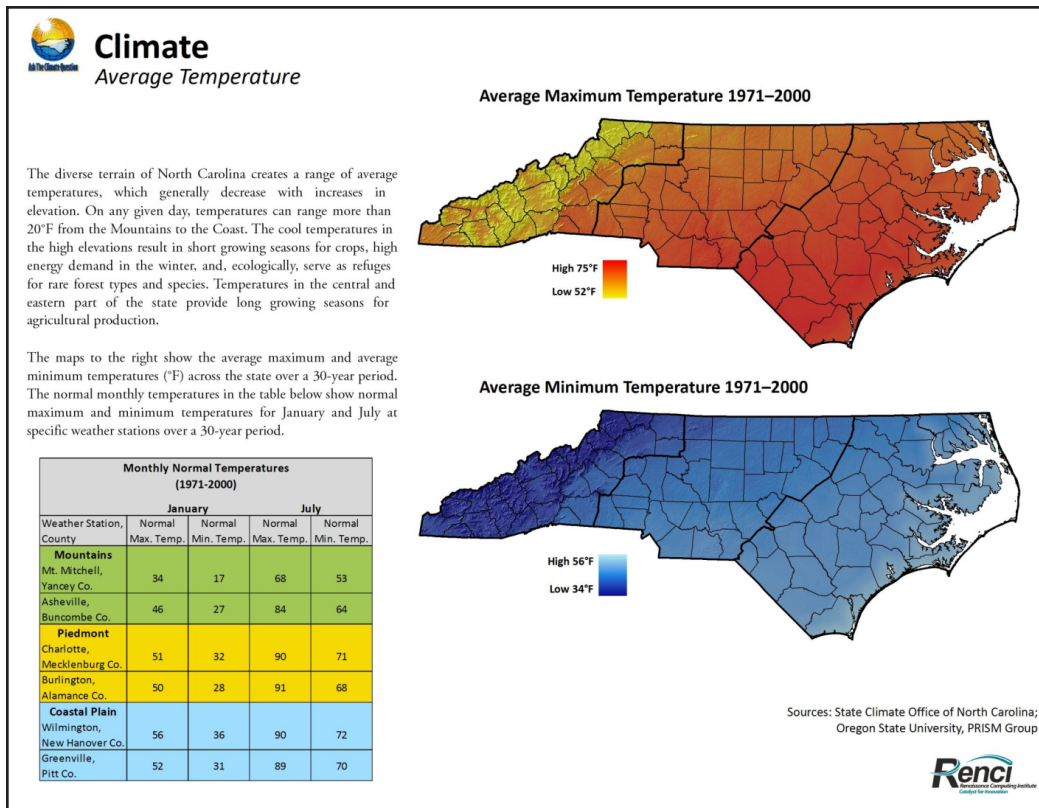 Ask The Climate Question
Climate
Average Temperature
The diverse terrain of North Carolina creates a range of average
temperatures, which generally decrease with increases in
elevation. On any given day, temperatures can range more than
20°F from the Mountains to the Coast. The cool temperatures in
the high elevations result in short growing seasons for crops, high
energy demand in the winter, and, ecologically, serve as refuges
for rare forest types and species. Temperatures in the central and
eastern part of the state provide long growing seasons for
agricultural production.
The maps to the right show the average maximum and average
minimum temperatures (°F) across the state over a 30-year period.
The normal monthly temperatures in the table below show normal
maximum and minimum temperatures for January and July at
specific weather stations over a 30-year period.
Monthly Normal Temperatures
(1971-2000)
January July
Weather Station, Normal Normal Normal Normal
County Max. Temp. Min. Temp. Max. Temp. Min. Temp.
Mountains
Mt. Mitchell,
Yancey Co. 34 17 68 53
Asheville,
Buncombe Co. 46 27 84 64
Piedmont
Charlotte,
Mecklenburg Co. 51 32 90 71
Burlington,
Alamance Co. 50 28 91 68
Coastal Plain
Wilmington,
New Hanover Co. 56 36 90 72
Greenville,
Pitt Co. 52 31 89 70
Average Maximum Temperature 1971–2000
High 75°F
Low 52°F
Average Minimum Temperature 1971–2000
High 56°F
Low 34°F
Sources: State Climate Office of North Carolina;
Oregon State University, PRISM Group
Renci
Renaissance Computing Institute
Catalyst for Innovation